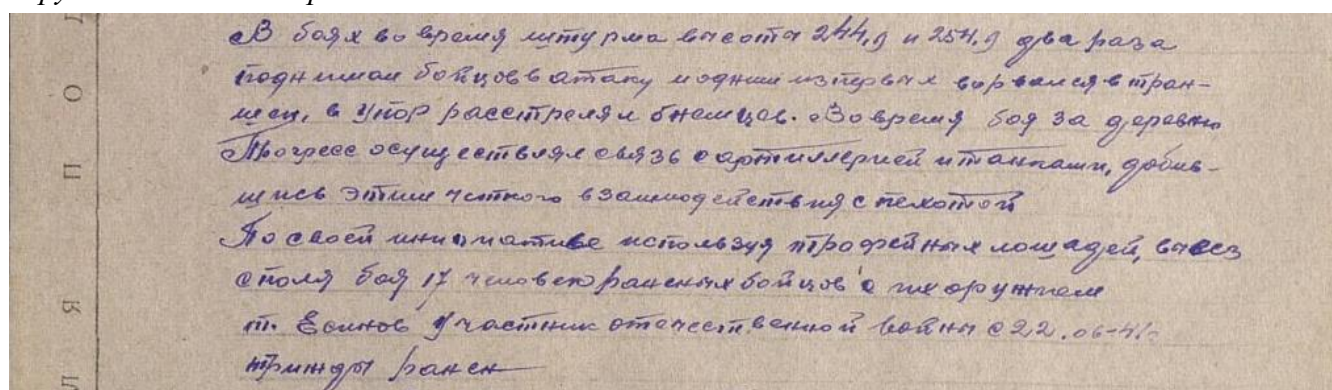 В боях во время штурма высота 244,9 и 254,9 два раза
поднимал бойцов в атаку и одним из первых ворвался в тран-
шеи, в упор расстрелял 6 немцев. Во время боя за деревню
Прогресс осуществлял связь с артиллерией и танками, добив-
шись этим четкого взаимодействия с пехотой
По своей инициативе используя трофейных лошадей, вывез
с поля боя 17 человек раненых бойцов с их оружием
т. Есинов участник отечественной войны с 22.06-41г
трижды ранен
П О
Л Я